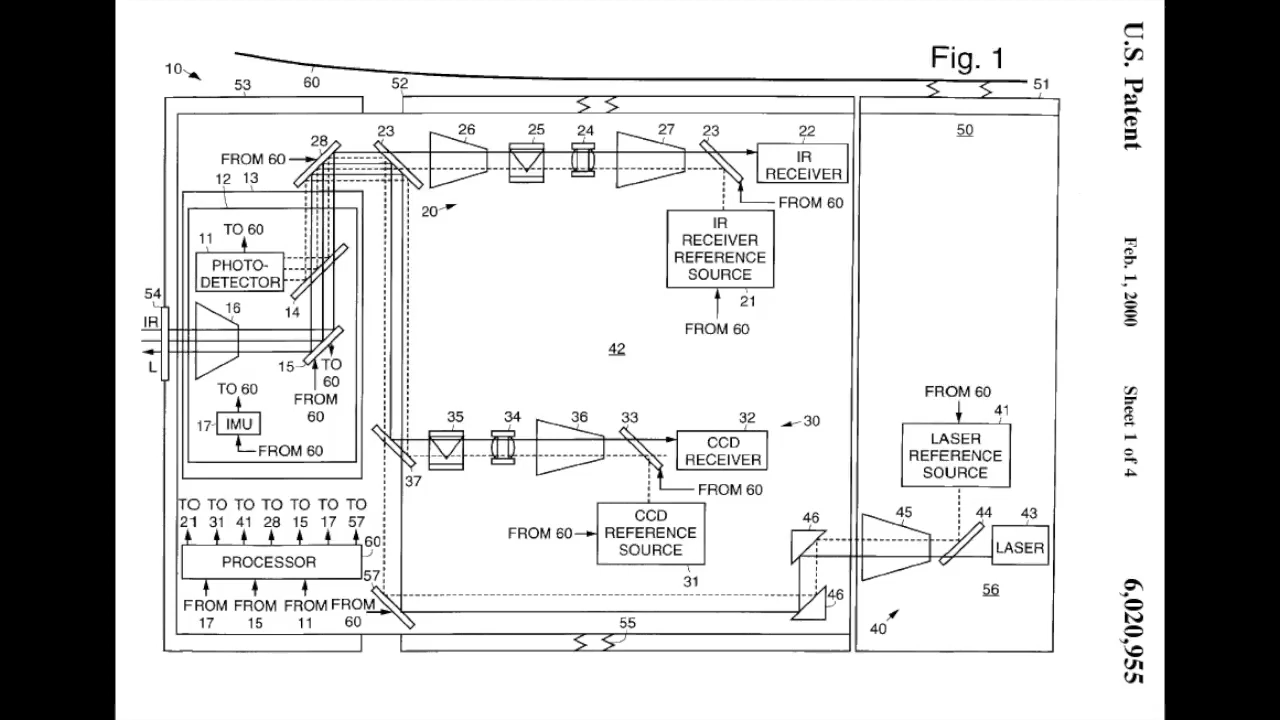 Fig. 1
U.S. Patent
Feb. 1, 2000
Sheet 1 of 4
6,020,955
10
53
60
52
51
50
28
23
26
25
24
27
23
22
FROM 60
IR
RECEIVER
FROM 60
12
13
20
TO 60
11
PHOTO-
DETECTOR
14
IR
RECEIVER
REFERENCE
SOURCE
21
FROM 60
54
16
IR
L
15
TO
60
FROM
60
42
TO 60
17
IMU
FROM 60
35
34
36
33
32
30
CCD
RECEIVER
37
FROM 60
FROM 60
CCD
REFERENCE
SOURCE
31
FROM 60
41
LASER
REFERENCE
SOURCE
TO TO TO TO TO TO TO
21 31 41 28 15 17 57
PROCESSOR
60
57
FROM FROM FROM FROM
17 15 11 60
46
46
45
44
43
LASER
56
40
55